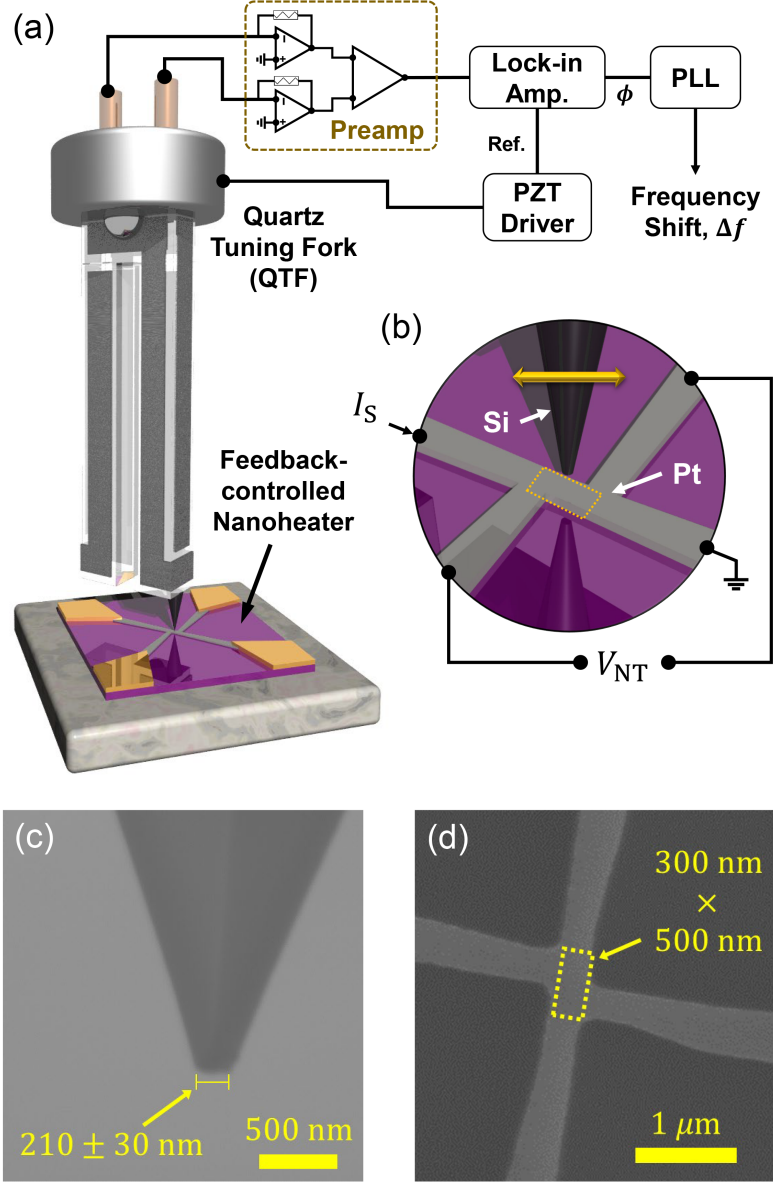 (a)
Preamp
Lock-in
Amp.
ϕ
PLL
Ref.
PZT
Driver
Frequency
Shift, Δf
Quartz
Tuning Fork
(QTF)
Feedback-
controlled
Nanoheater
(b)
I_S
Si
Pt
V_NT
(c)
210 ± 30 nm
500 nm
(d)
300 nm
×
500 nm
1 μm